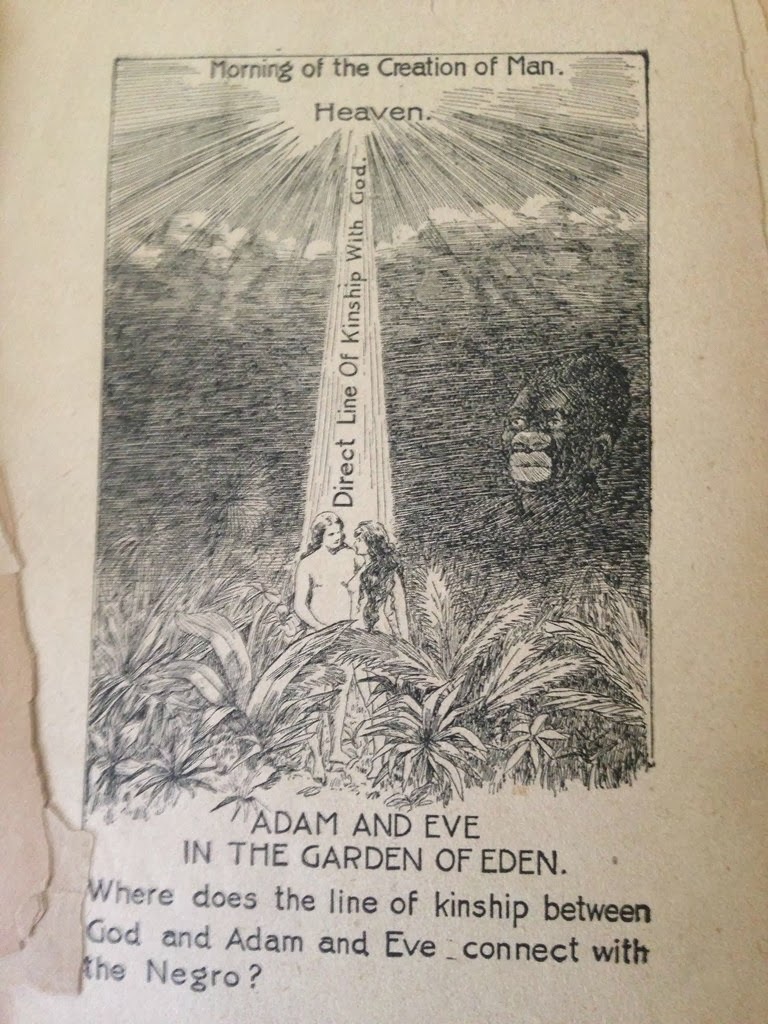 Morning of the Creation of Man.
Heaven.
Direct Line Of Kinship With God.
ADAM AND EVE
IN THE GARDEN OF EDEN.
Where does the line of kinship between
God and Adam and Eve connect with
the Negro?